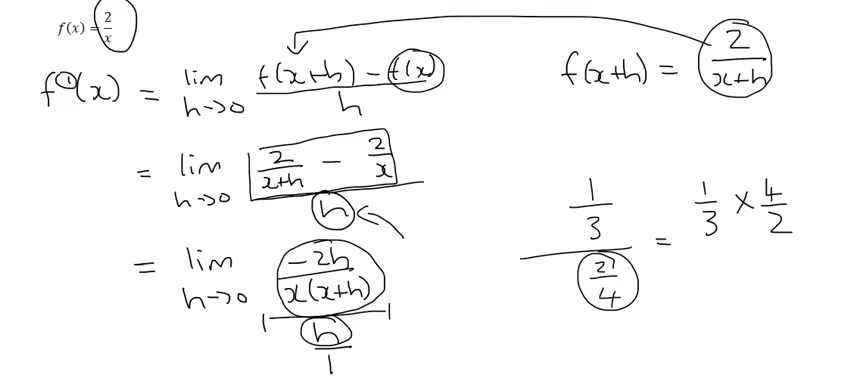 f(x) = 2/x
f'(x) = lim h→0 (f(x+h) − f(x))/h
f(x+h) = 2/(x+h)
= lim h→0 (2/(x+h) − 2/x)/h
(1/3)/(2/4) = 1/3 × 4/2
= lim h→0 (−2h/(x(x+h)))/(h/1)